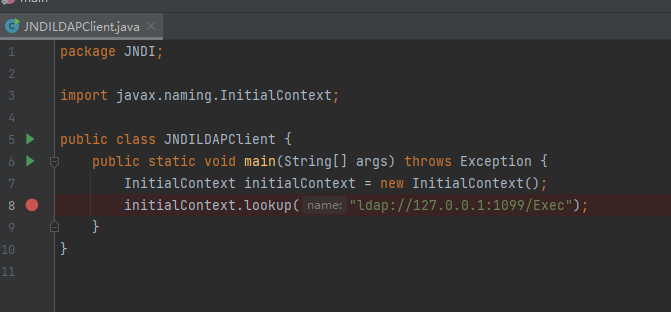 main
JNDILDAPClient.java
1 package JNDI;
2
3 import javax.naming.InitialContext;
4
5 public class JNDILDAPClient {
6 public static void main(String[] args) throws Exception {
7 InitialContext initialContext = new InitialContext();
8 initialContext.lookup( name: "ldap://127.0.0.1:1099/Exec");
9 }
10 }
11